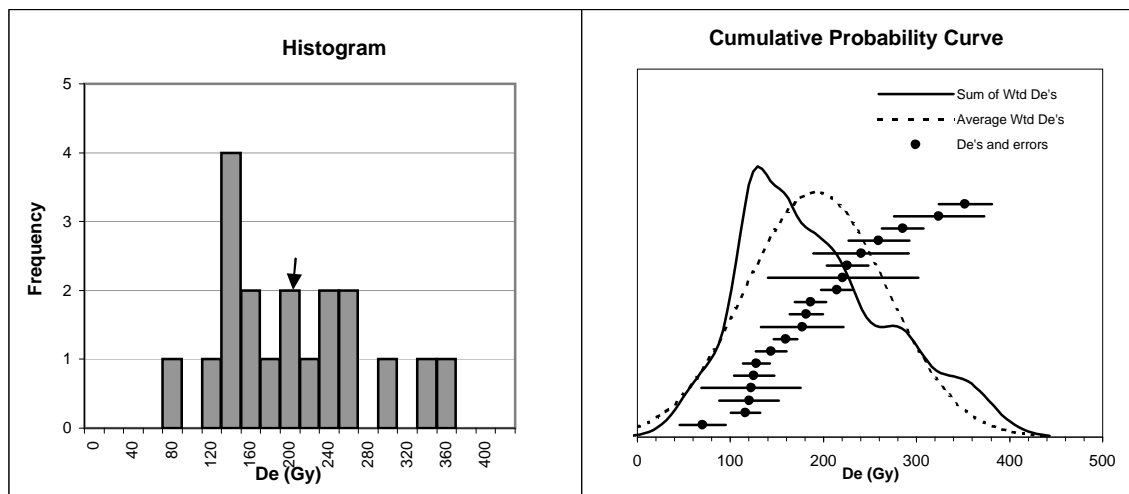 Histogram
5
4
3
2
1
0
Frequency
0
40
80
120
160
200
240
280
320
360
400
De (Gy)
Cumulative Probability Curve
Sum of Wtd De's
Average Wtd De's
De's and errors
0
100
200
300
400
500
De (Gy)